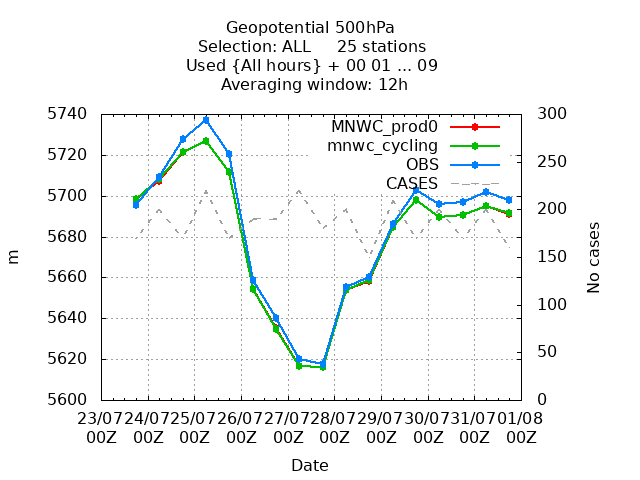 Geopotential 500hPa
Selection: ALL 25 stations
Used {All hours} + 00 01 ... 09
Averaging window: 12h
MNWC_prod0
mnwc_cycling
OBS
CASES
5740
5720
5700
5680
5660
5640
5620
5600
m
300
250
200
150
100
50
0
No cases
23/07 24/07 25/07 26/07 27/07 28/07 29/07 30/07 31/07 01/08
00Z 00Z 00Z 00Z 00Z 00Z 00Z 00Z 00Z 00Z
Date